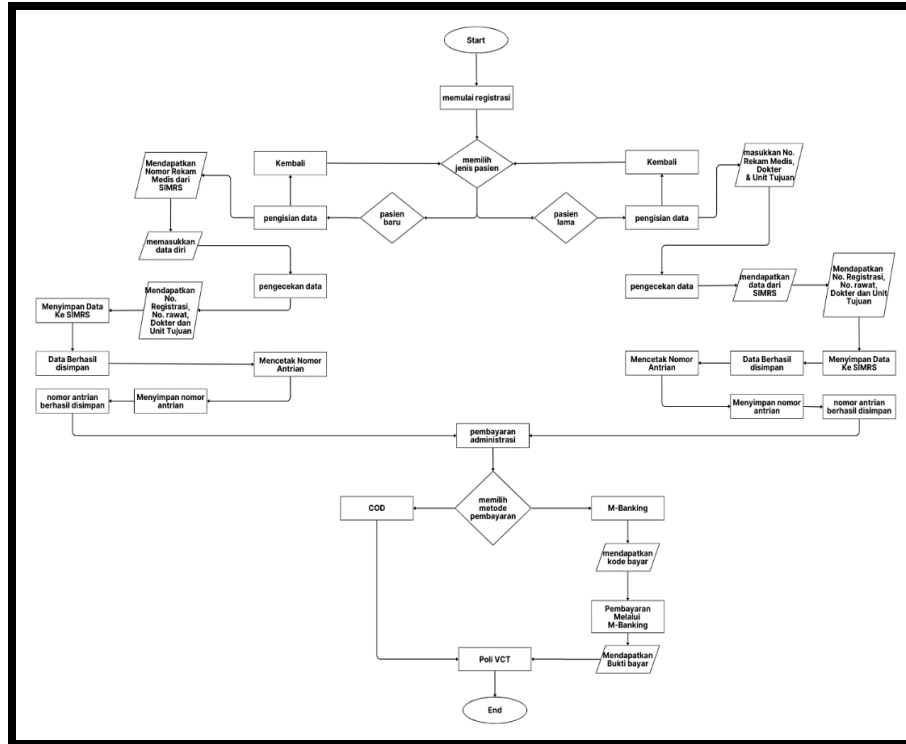 Start
memulai registrasi
memilih
jenis pasien
Kembali
Kembali
Mendapatkan
Nomor Rekam
Medis dari
SIMRS
masukkan No.
Rekam Medis,
Dokter
& Unit Tujuan
pengisian data
pasien
baru
pasien
lama
pengisian data
memasukkan
data diri
pengecekan data
Mendapatkan
No.
Registrasi,
No. rawat,
Dokter dan
Unit Tujuan
Menyimpan Data
Ke SIMRS
pengecekan data
mendapatkan
data dari
SIMRS
Mendapatkan
No. Registrasi,
No. rawat,
Dokter dan Unit
Tujuan
Data Berhasil
disimpan
Mencetak Nomor
Antrian
Mencetak Nomor
Antrian
Data Berhasil
disimpan
Menyimpan Data
Ke SIMRS
nomor antrian
berhasil disimpan
Menyimpan nomor
antrian
Menyimpan nomor
antrian
nomor antrian
berhasil disimpan
pembayaran
administrasi
COD
memilih
metode
pembayaran
M-Banking
mendapatkan
kode bayar
Pembayaran
Melalui
M-Banking
Poli VCT
Mendapatkan
Bukti bayar
End